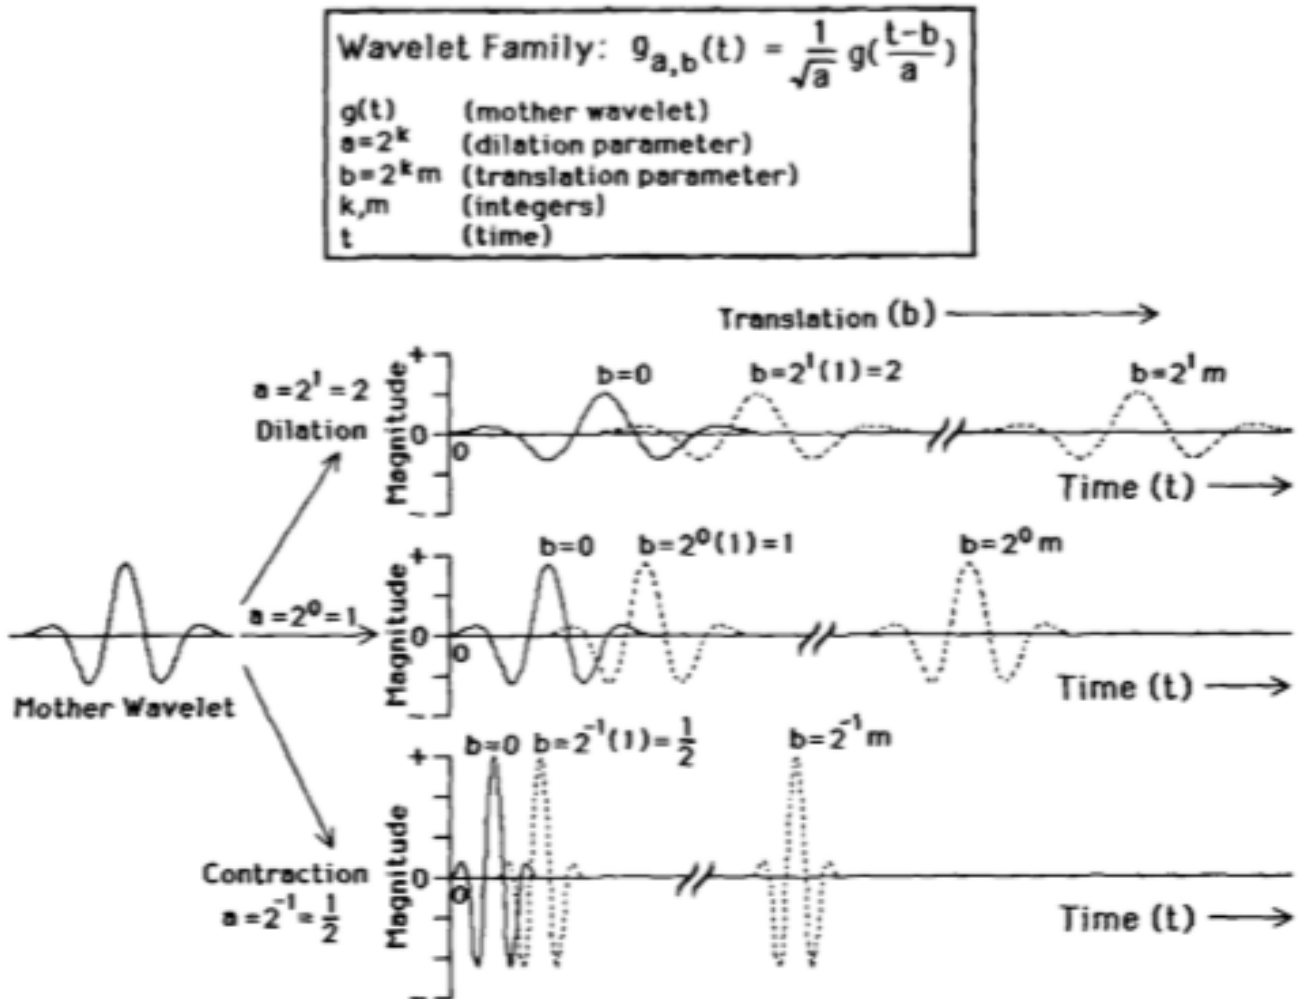 Wavelet Family: g_{a,b}(t) = 1/√a g((t-b)/a)
g(t) (mother wavelet)
a=2^k (dilation parameter)
b=2^k m (translation parameter)
k,m (integers)
t (time)
Translation (b)
a=2^1=2
Dilation
Magnitude
+
0
−
0
b=0
b=2^1(1)=2
b=2^1 m
Time (t)
Mother Wavelet
a=2^0=1
Magnitude
+
0
−
0
b=0
b=2^0(1)=1
b=2^0 m
Time (t)
Contraction
a=2^-1=1/2
Magnitude
+
0
−
0
b=0
b=2^-1(1)=1/2
b=2^-1 m
Time (t)